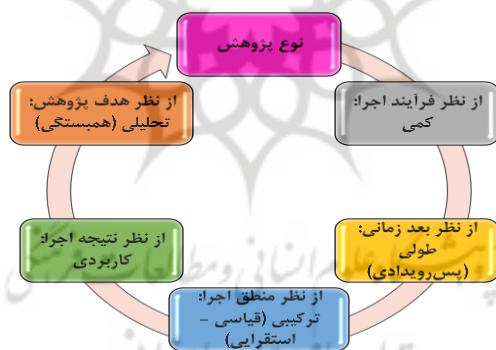 نوع پژوهش
از نظر فرآیند اجرا:
کمی
از نظر بعد زمانی:
طولی
(پس‌رویدادی)
از نظر منطق اجرا:
ترکیبی (قیاسی –
استقرایی)
از نظر نتیجه اجرا:
کاربردی
از نظر هدف پژوهش:
تحلیلی (همبستگی)